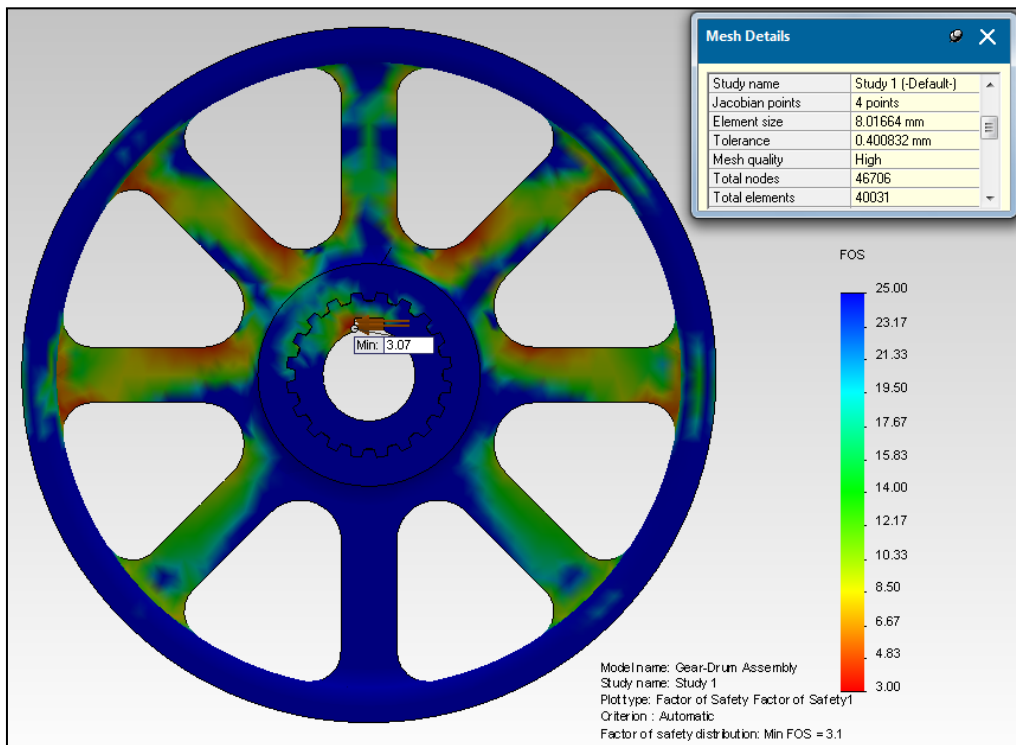 Mesh Details
Study name Study 1 (-Default-)
Jacobian points 4 points
Element size 8.01664 mm
Tolerance 0.400832 mm
Mesh quality High
Total nodes 46706
Total elements 40031
FOS
25.00
23.17
21.33
19.50
17.67
15.83
14.00
12.17
10.33
8.50
6.67
4.83
3.00
Min: 3.07
Model name: Gear-Drum Assembly
Study name: Study 1
Plot type: Factor of Safety Factor of Safety1
Criterion : Automatic
Factor of safety distribution: Min FOS = 3.1